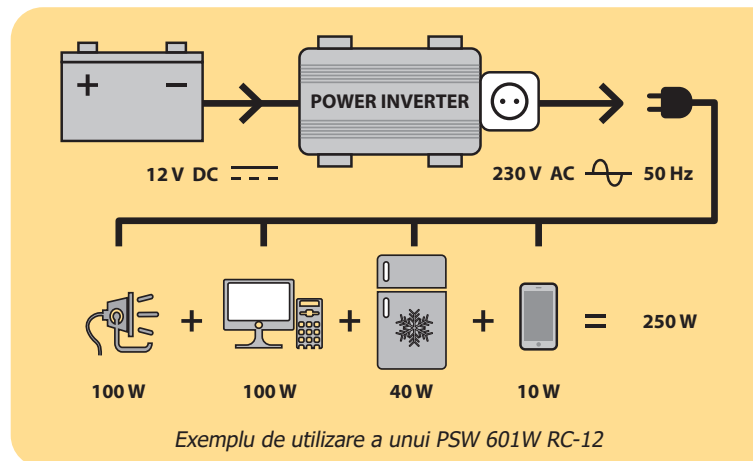 + −
POWER INVERTER
12 V DC
230 V AC 50 Hz
+ + + = 250 W
100 W 100 W 40 W 10 W
Exemplu de utilizare a unui PSW 601W RC-12